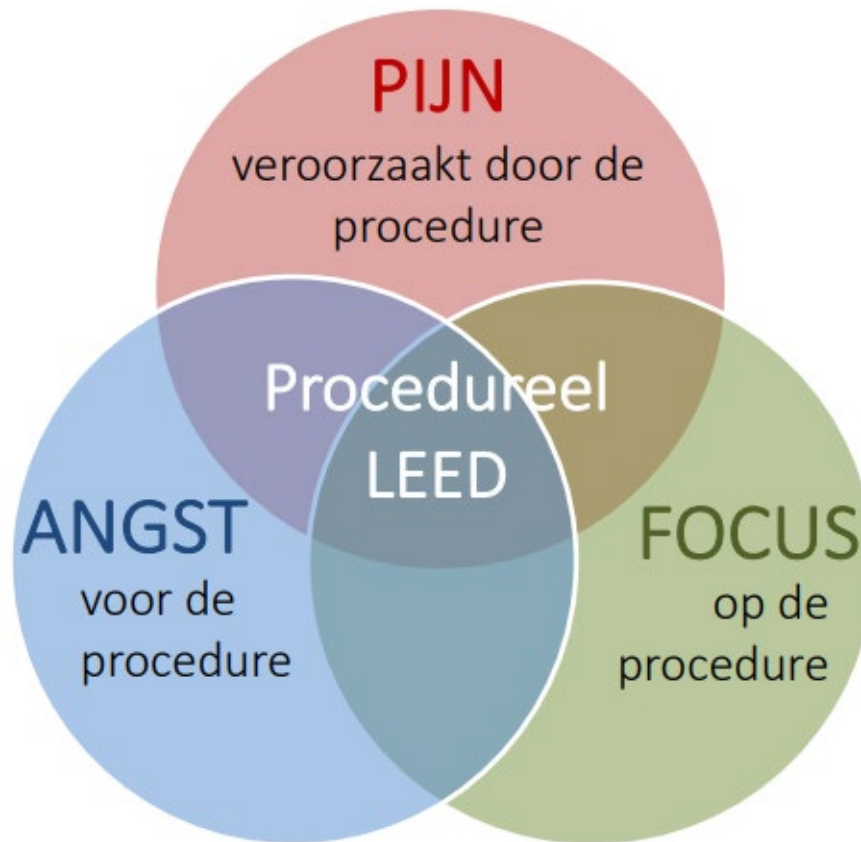 PIJN
veroorzaakt door de
procedure
Procedureel
LEED
ANGST
voor de
procedure
FOCUS
op de
procedure